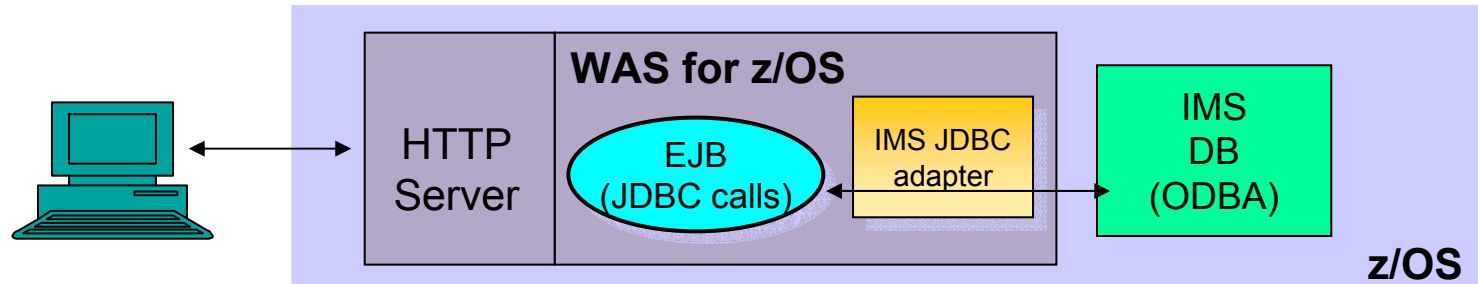 HTTP
Server
WAS for z/OS
EJB
(JDBC calls)
IMS JDBC
adapter
IMS
DB
(ODBA)
z/OS